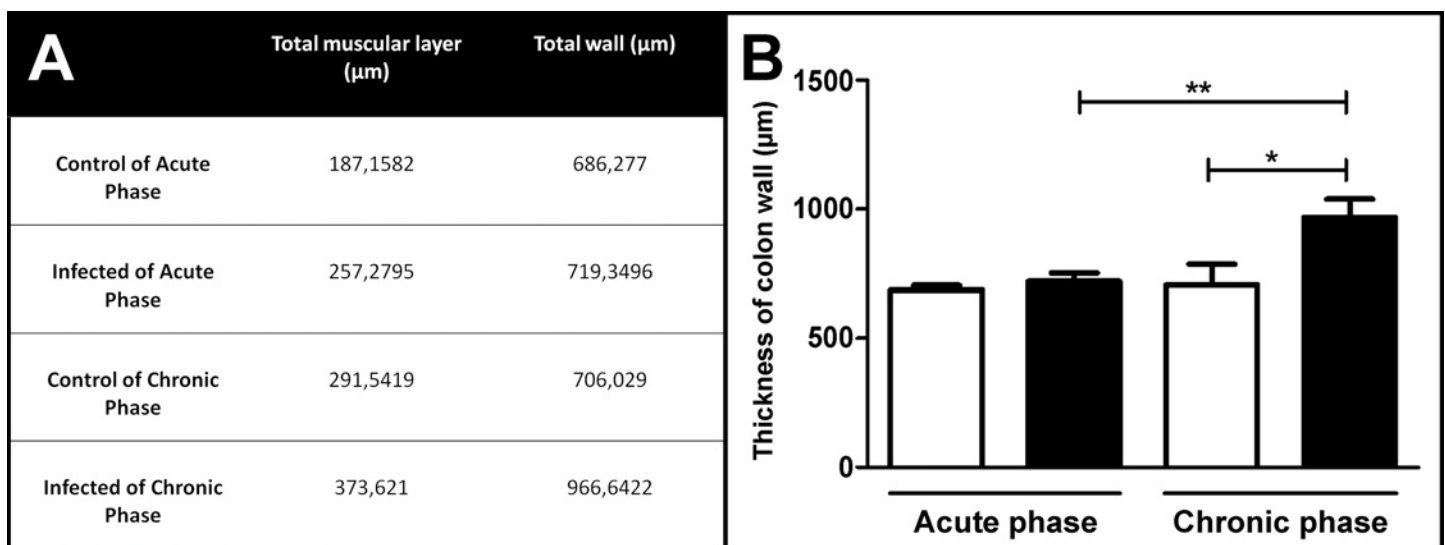 A
Total muscular layer
(µm)
Total wall (µm)
Control of Acute
Phase
187,1582
686,277
Infected of Acute
Phase
257,2795
719,3496
Control of Chronic
Phase
291,5419
706,029
Infected of Chronic
Phase
373,621
966,6422
B
Thickness of colon wall (µm)
1500
1000
500
0
**
*
Acute phase
Chronic phase